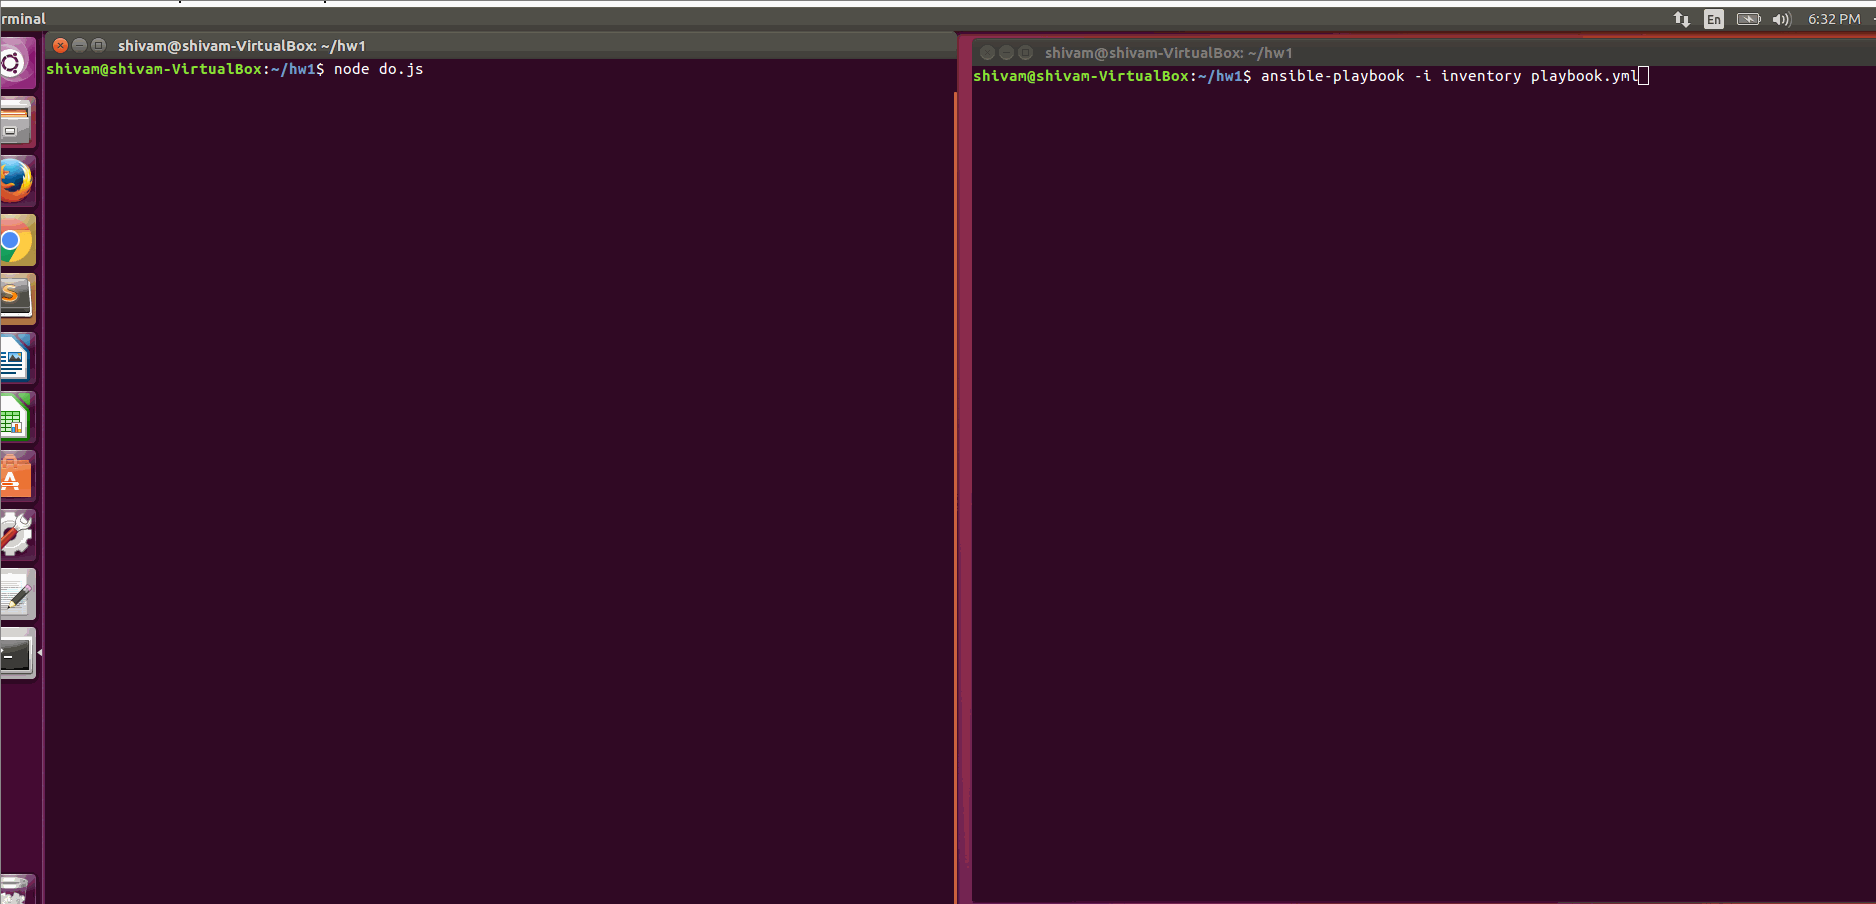 rminal
En
6:32 PM
shivam@shivam-VirtualBox: ~/hw1
shivam@shivam-VirtualBox:~/hw1$ node do.js
shivam@shivam-VirtualBox: ~/hw1
shivam@shivam-VirtualBox:~/hw1$ ansible-playbook -i inventory playbook.yml